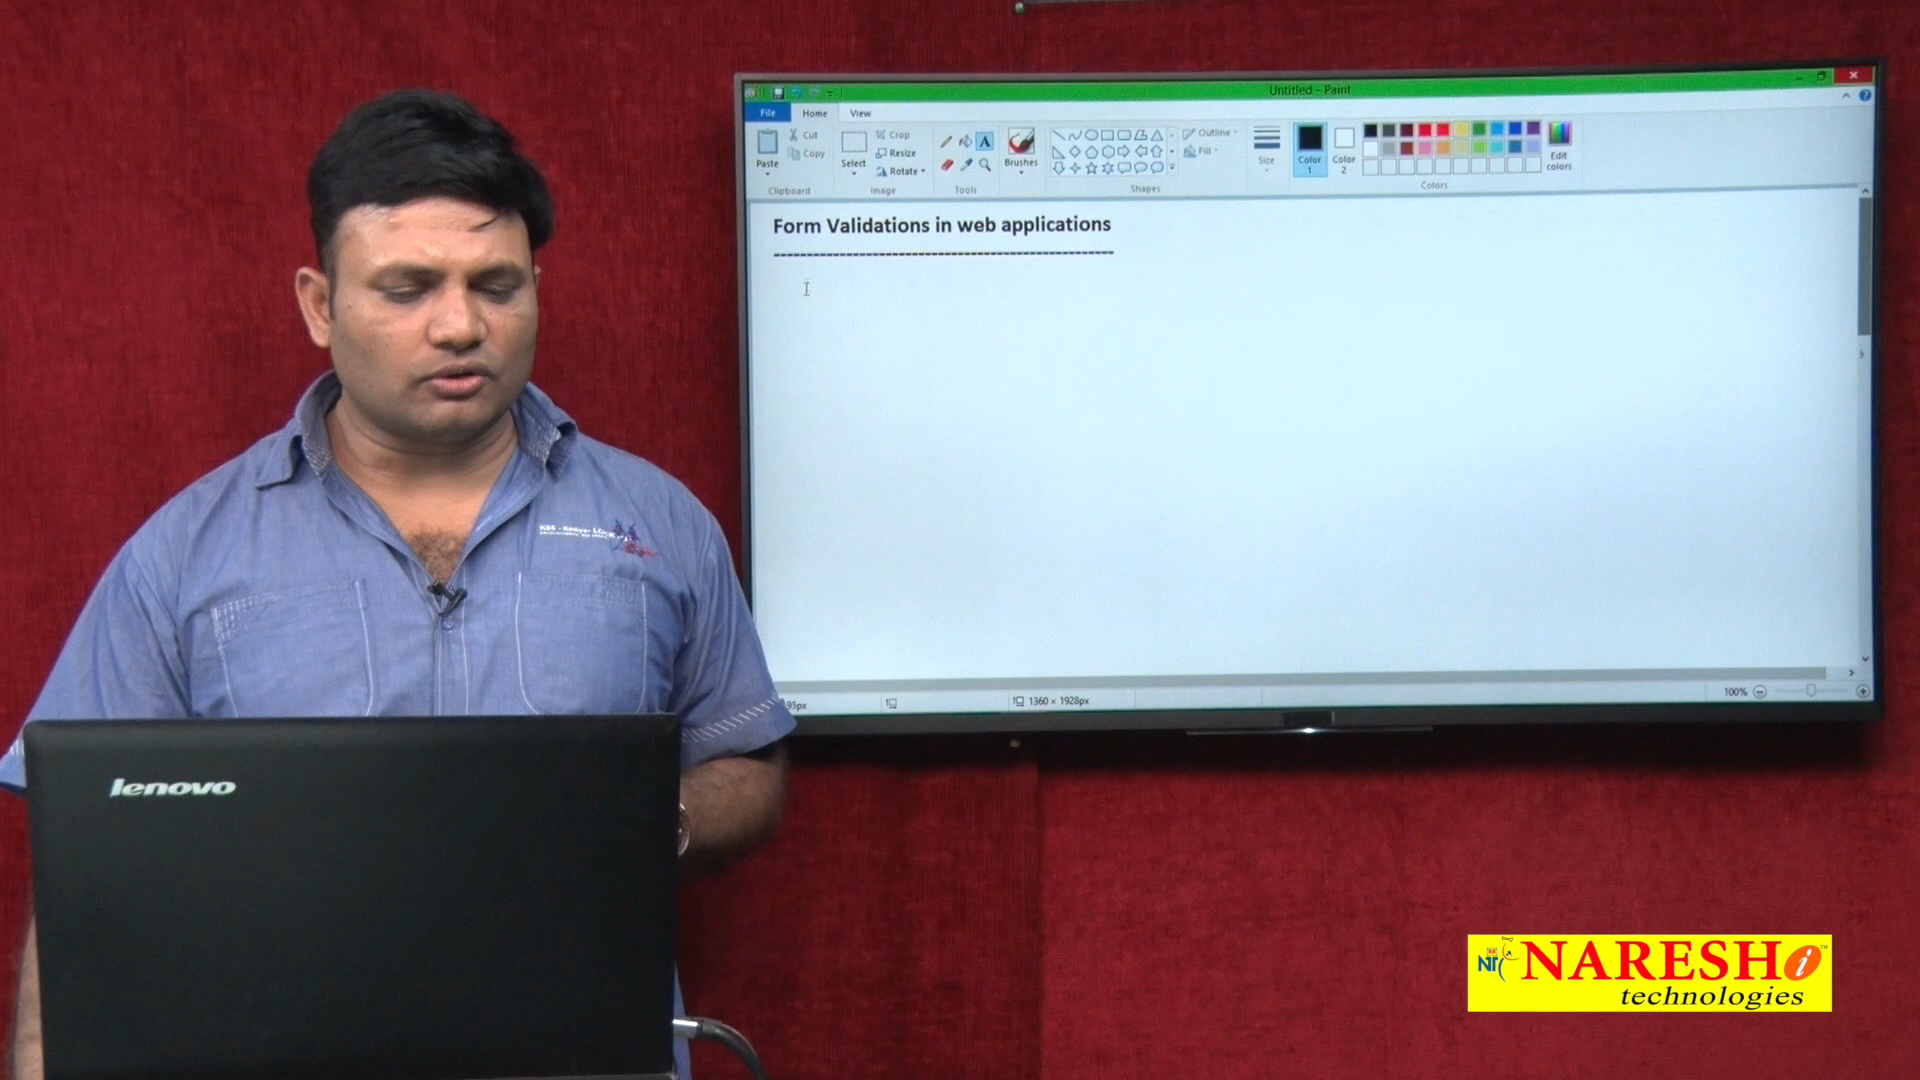 Untitled - Paint
File Home View
Paste
Cut
Copy
Clipboard
Select
Crop
Resize
Rotate
Image
A
Tools
Brushes
Shapes
Outline
Fill
Size
Color 1
Color 2
Edit colors
Colors
Form Validations in web applications
----------------------------------------------------
1360 × 1928px
100%
lenovo
NARESH i
technologies